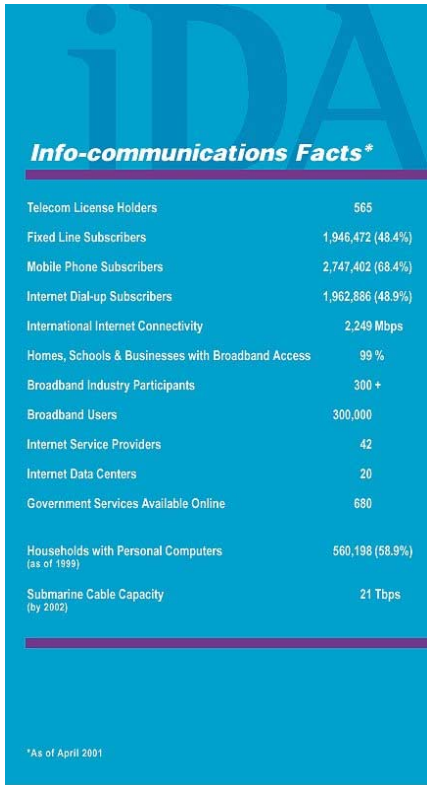 iDA
Info-communications Facts*
Telecom License Holders 565
Fixed Line Subscribers 1,946,472 (48.4%)
Mobile Phone Subscribers 2,747,402 (68.4%)
Internet Dial-up Subscribers 1,962,886 (48.9%)
International Internet Connectivity 2,249 Mbps
Homes, Schools & Businesses with Broadband Access 99 %
Broadband Industry Participants 300 +
Broadband Users 300,000
Internet Service Providers 42
Internet Data Centers 20
Government Services Available Online 680
Households with Personal Computers 560,198 (58.9%)
(as of 1999)
Submarine Cable Capacity 21 Tbps
(by 2002)
*As of April 2001